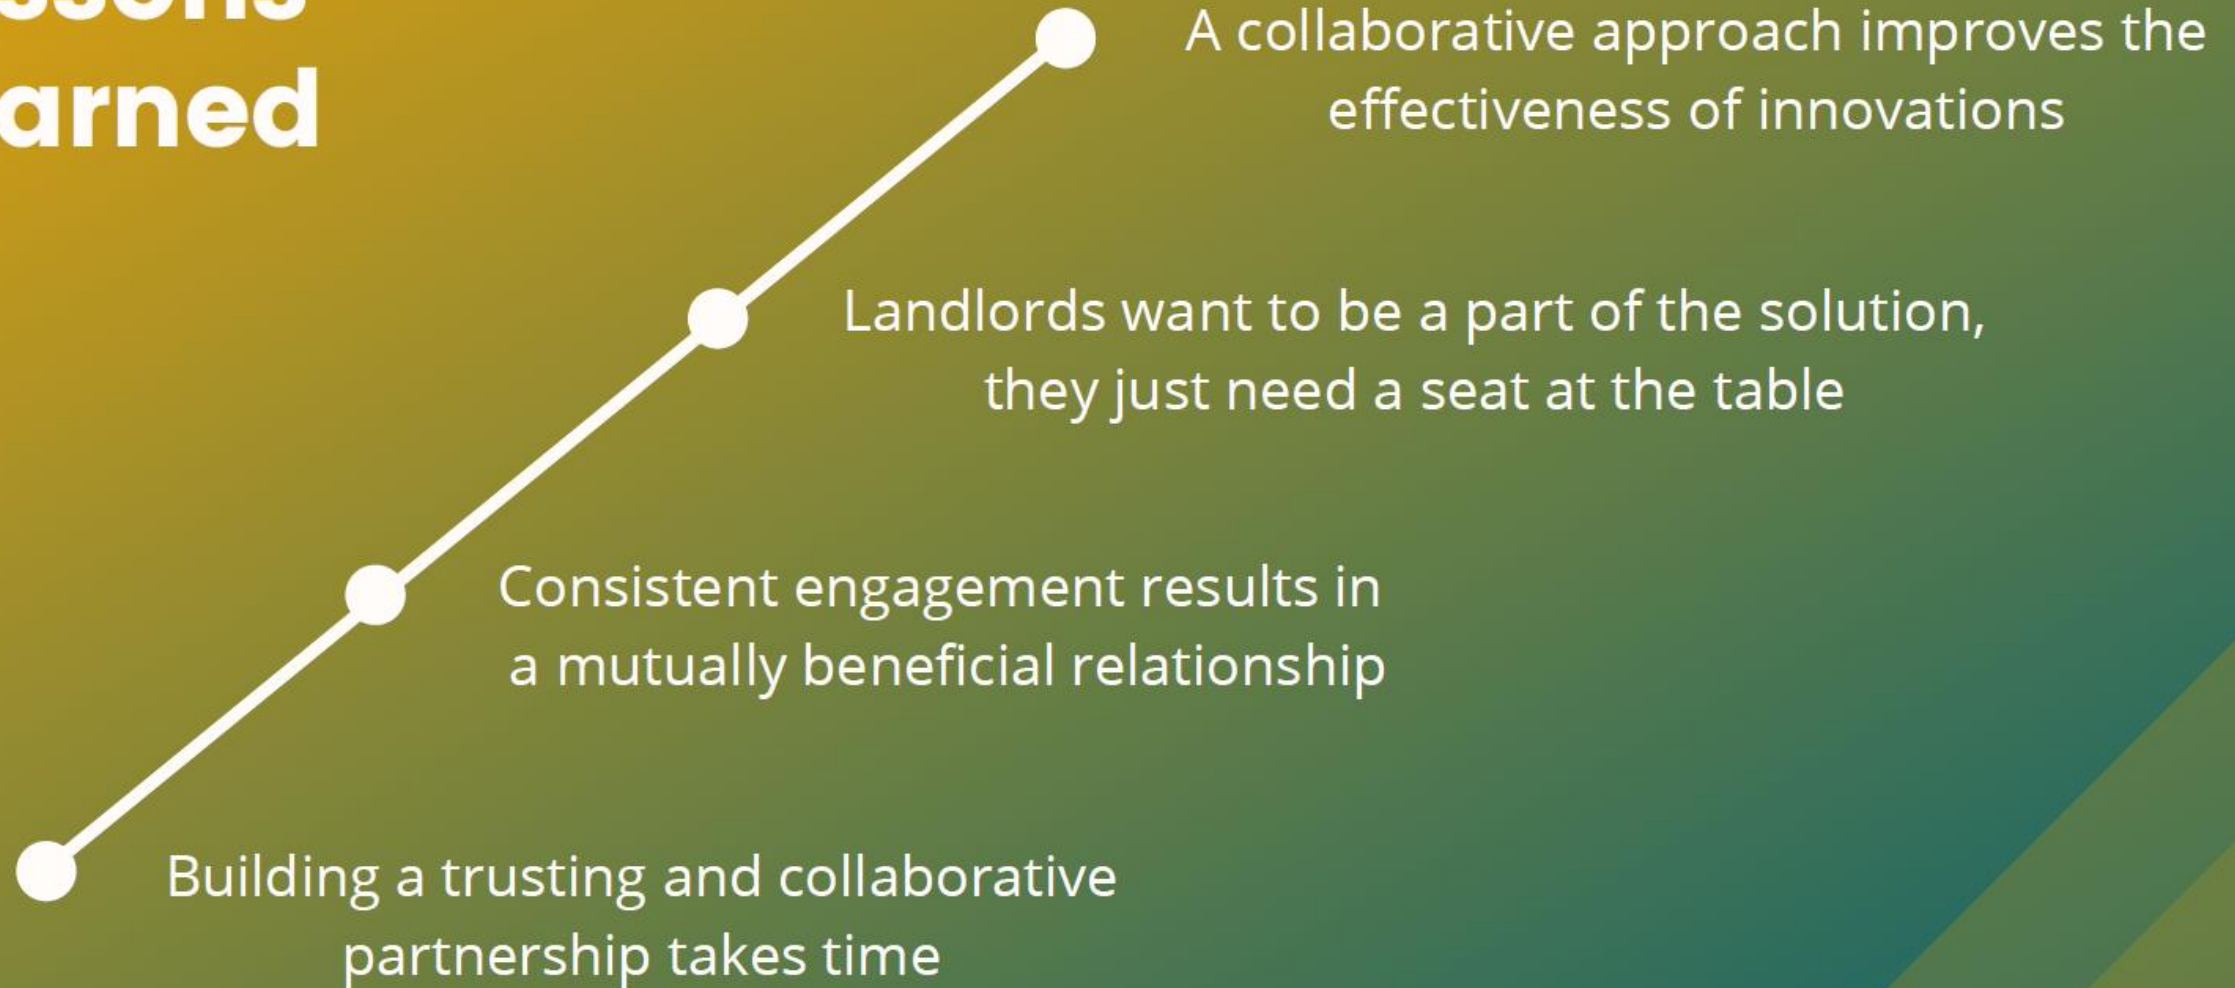 ssons
arned
A collaborative approach improves the
effectiveness of innovations
Landlords want to be a part of the solution,
they just need a seat at the table
Consistent engagement results in
a mutually beneficial relationship
Building a trusting and collaborative
partnership takes time